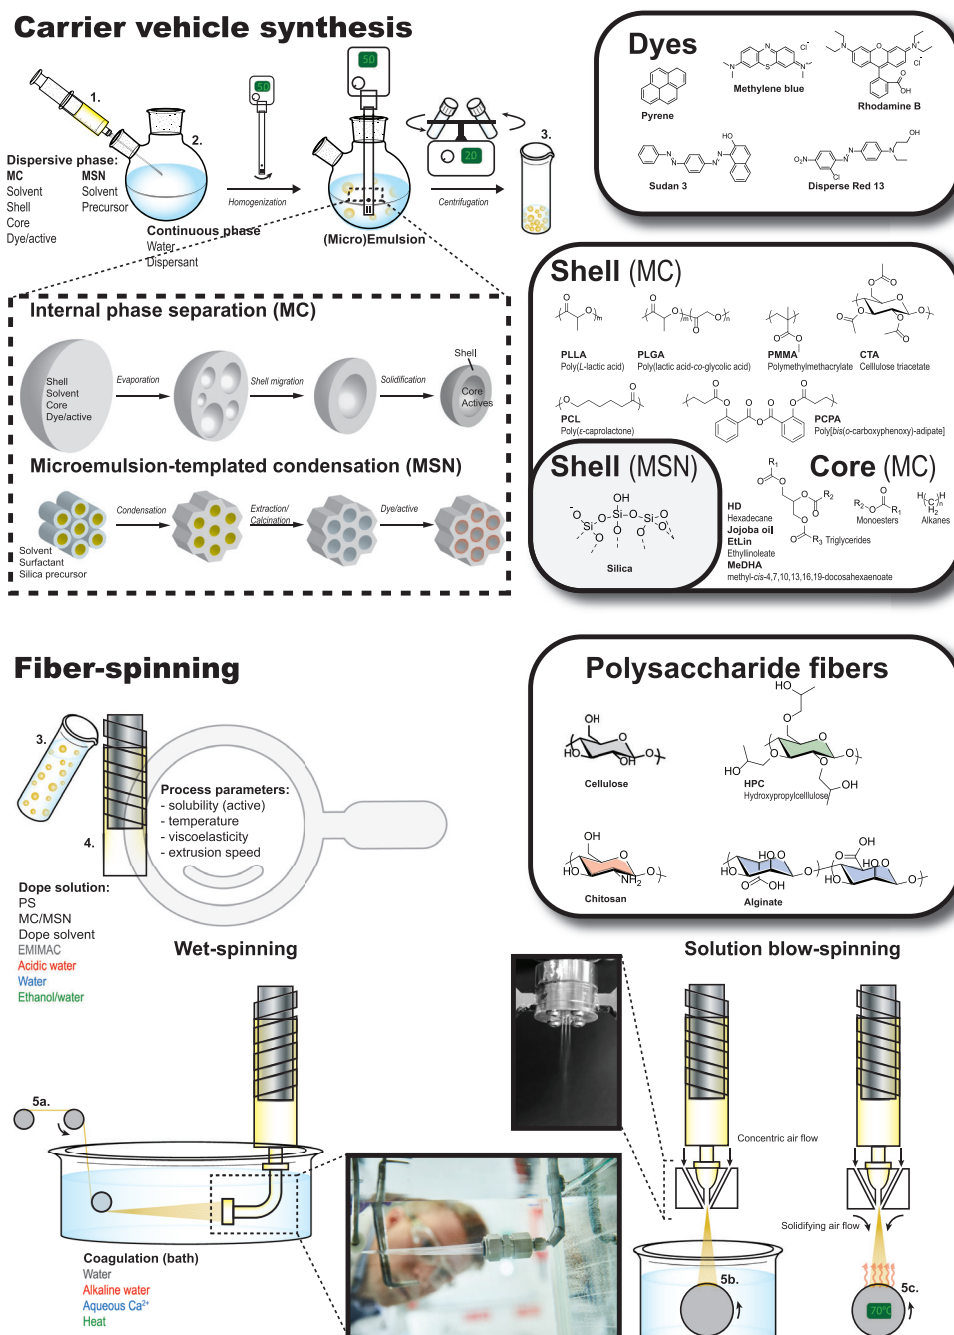 Carrier vehicle synthesis
1.
2.
50
50
20
3.
Dispersive phase:
MC
Solvent
Shell
Core
Dye/active
MSN
Solvent
Precursor
Continuous phase
Water
Dispersant
Homogenization
(Micro)Emulsion
Centrifugation
Internal phase separation (MC)
Shell
Solvent
Core
Dye/active
Evaporation
Shell migration
Solidification
Shell
Core
Actives
Microemulsion-templated condensation (MSN)
Solvent
Surfactant
Silica precursor
Condensation
Extraction/
Calcination
Dye/active
Dyes
Pyrene
Methylene blue
Rhodamine B
Sudan 3
Disperse Red 13
Shell (MC)
PLLA
Poly(L-lactic acid)
PLGA
Poly(lactic acid-co-glycolic acid)
PMMA
Polymethylmethacrylate
CTA
Celllulose triacetate
PCL
Poly(ε-caprolactone)
PCPA
Poly[bis(o-carboxyphenoxy)-adipate]
Shell (MSN)
Silica
Core (MC)
HD
Hexadecane
Jojoba oil
EtLin
Ethyllinoleate
MeDHA
methyl-cis-4,7,10,13,16,19-docosahexaenoate
Triglycerides
Monoesters
Alkanes
Fiber-spinning
3.
4.
Process parameters:
- solubility (active)
- temperature
- viscoelasticity
- extrusion speed
Dope solution:
PS
MC/MSN
Dope solvent
EMIMAC
Acidic water
Water
Ethanol/water
Polysaccharide fibers
Cellulose
HPC
Hydroxypropylcelllulose
Chitosan
Alginate
Wet-spinning
5a.
Coagulation (bath)
Water
Alkaline water
Aqueous Ca²⁺
Heat
Solution blow-spinning
Concentric air flow
Solidifying air flow
5b.
5c.
70°C